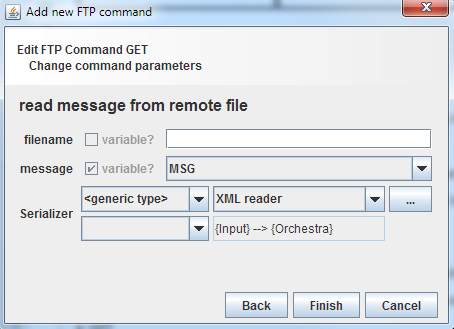 Add new FTP command
Edit FTP Command GET
Change command parameters
read message from remote file
filename variable?
message variable? MSG
Serializer <generic type> XML reader ...
{Input} --> {Orchestra}
Back Finish Cancel